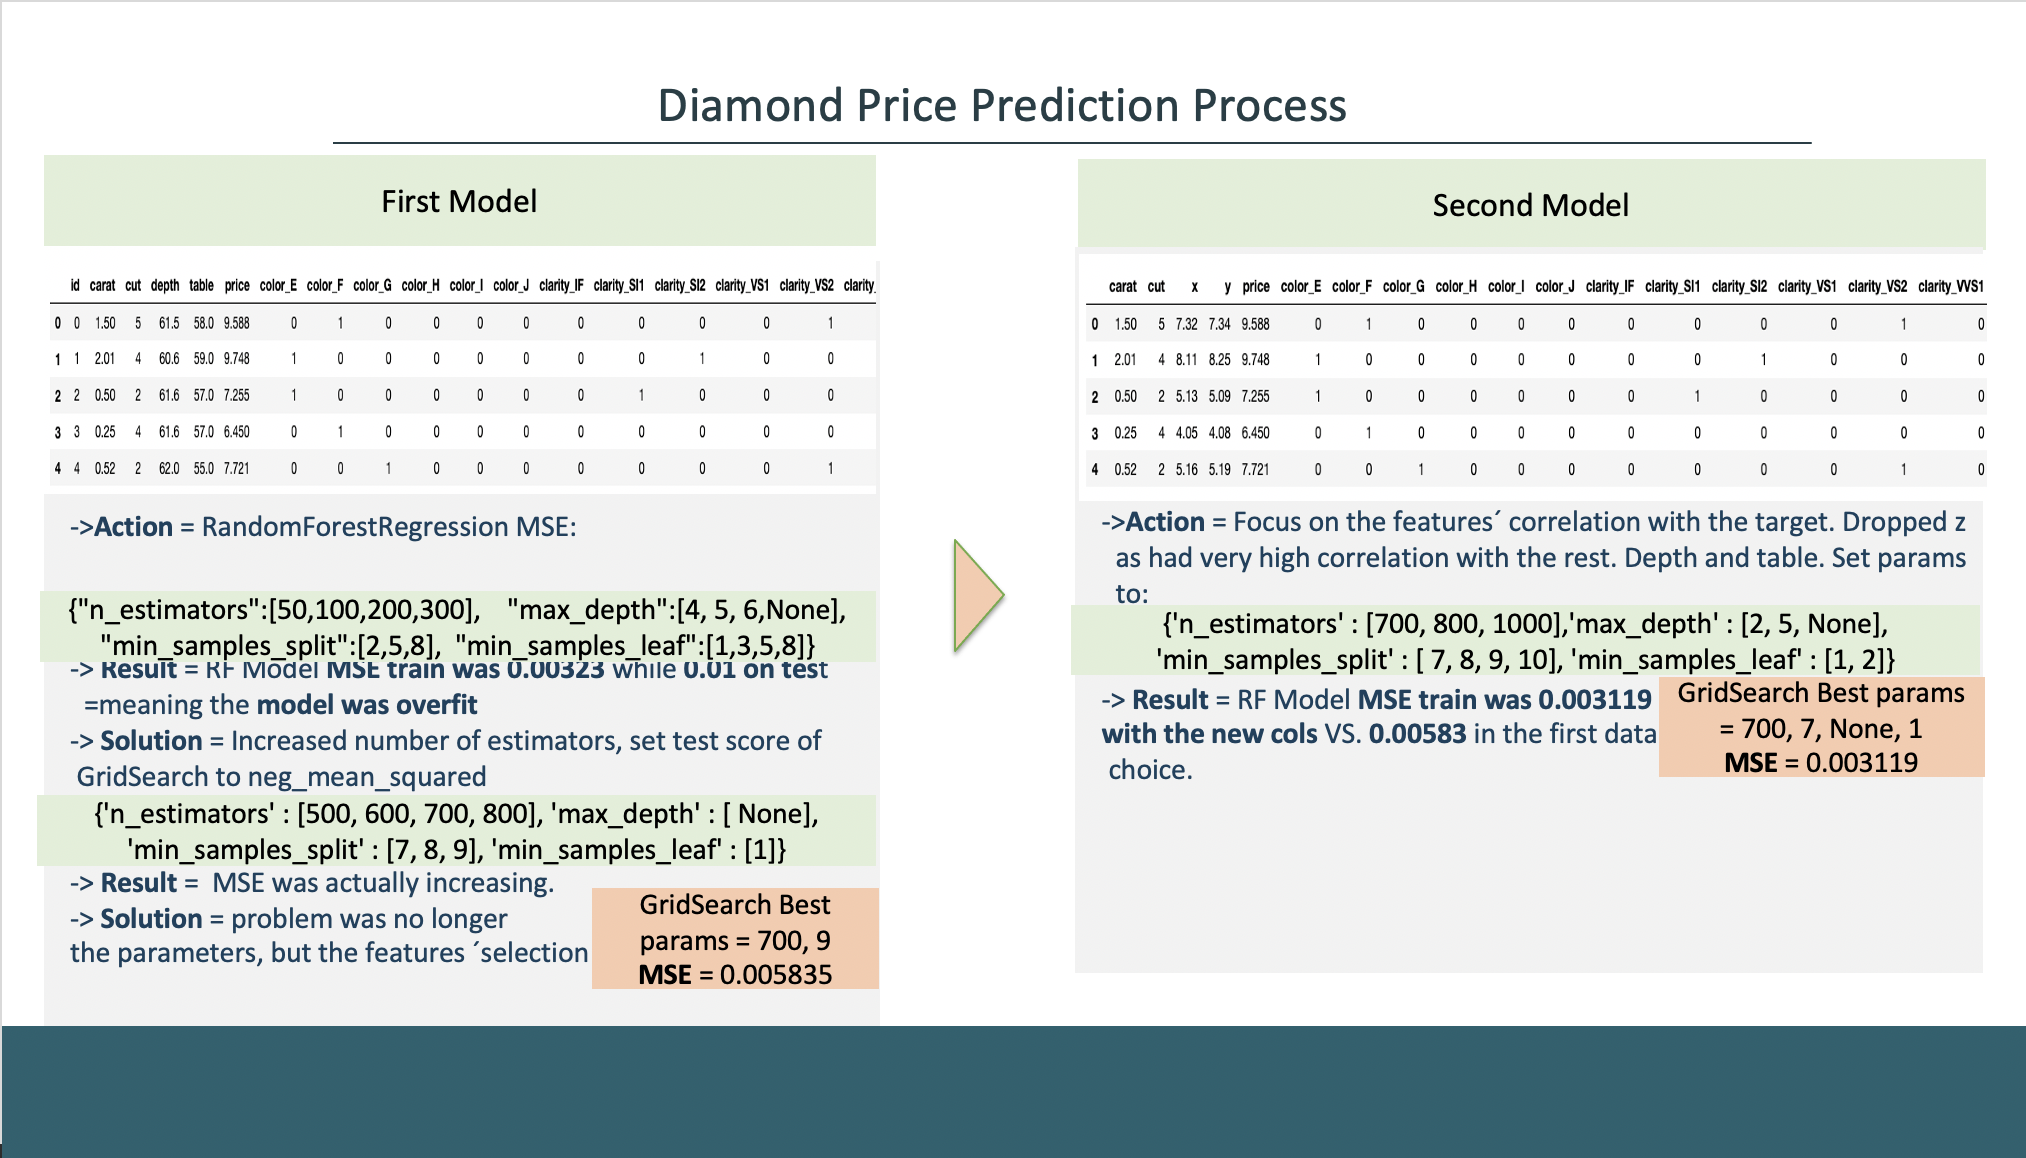 Diamond Price Prediction Process
First Model
id carat cut depth table price color_E color_F color_G color_H color_I color_J clarity_IF clarity_SI1 clarity_SI2 clarity_VS1 clarity_VS2 clarity_
0 0 1.50 5 61.5 58.0 9.588 0 1 0 0 0 0 0 0 0 0 1
1 1 2.01 4 60.6 59.0 9.748 1 0 0 0 0 0 0 0 1 0 0
2 2 0.50 2 61.6 57.0 7.255 1 0 0 0 0 0 0 1 0 0 0
3 3 0.25 4 61.6 57.0 6.450 0 1 0 0 0 0 0 0 0 0 0
4 4 0.52 2 62.0 55.0 7.721 0 0 1 0 0 0 0 0 0 0 1
->Action = RandomForestRegression MSE:
{"n_estimators":[50,100,200,300], "max_depth":[4, 5, 6,None],
"min_samples_split":[2,5,8], "min_samples_leaf":[1,3,5,8]}
-> Result = RF Model MSE train was 0.00323 while 0.01 on test
=meaning the model was overfit
-> Solution = Increased number of estimators, set test score of
GridSearch to neg_mean_squared
{'n_estimators' : [500, 600, 700, 800], 'max_depth' : [ None],
'min_samples_split' : [7, 8, 9], 'min_samples_leaf' : [1]}
-> Result = MSE was actually increasing.
-> Solution = problem was no longer
the parameters, but the features ´selection
GridSearch Best
params = 700, 9
MSE = 0.005835
Second Model
carat cut x y price color_E color_F color_G color_H color_I color_J clarity_IF clarity_SI1 clarity_SI2 clarity_VS1 clarity_VS2 clarity_VVS1
0 1.50 5 7.32 7.34 9.588 0 1 0 0 0 0 0 0 0 0 1 0
1 2.01 4 8.11 8.25 9.748 1 0 0 0 0 0 0 0 1 0 0 0
2 0.50 2 5.13 5.09 7.255 1 0 0 0 0 0 0 1 0 0 0 0
3 0.25 4 4.05 4.08 6.450 0 1 0 0 0 0 0 0 0 0 0 0
4 0.52 2 5.16 5.19 7.721 0 0 1 0 0 0 0 0 0 0 1 0
->Action = Focus on the features´ correlation with the target. Dropped z
as had very high correlation with the rest. Depth and table. Set params
to:
{'n_estimators' : [700, 800, 1000],'max_depth' : [2, 5, None],
'min_samples_split' : [ 7, 8, 9, 10], 'min_samples_leaf' : [1, 2]}
-> Result = RF Model MSE train was 0.003119
with the new cols VS. 0.00583 in the first data
choice.
GridSearch Best params
= 700, 7, None, 1
MSE = 0.003119